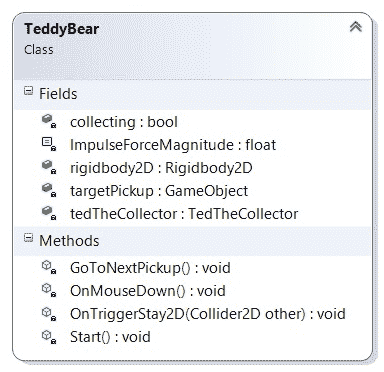 TeddyBear
Class
Fields
collecting : bool
ImpulseForceMagnitude : float
rigidbody2D : Rigidbody2D
targetPickup : GameObject
tedTheCollector : TedTheCollector
Methods
GoToNextPickup() : void
OnMouseDown() : void
OnTriggerStay2D(Collider2D other) : void
Start() : void